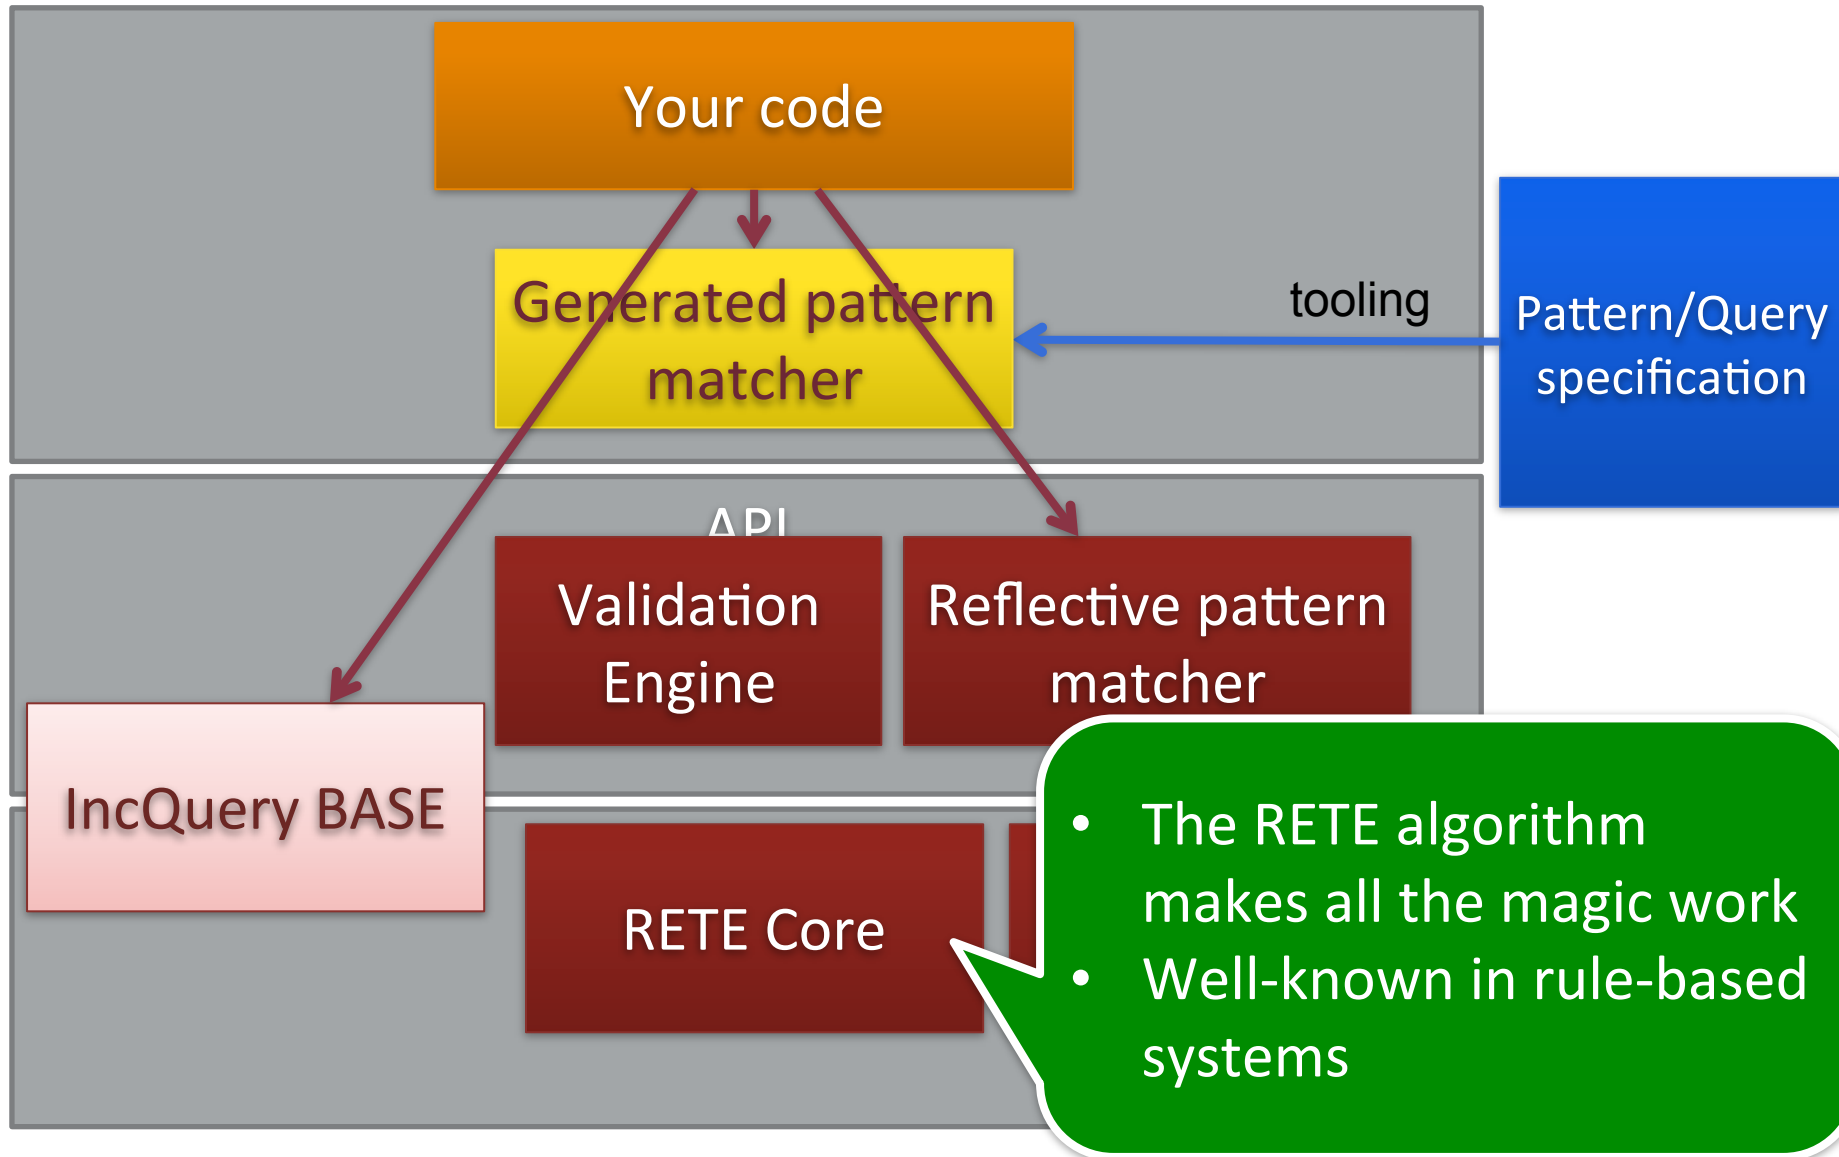 Your code
Generated pattern
matcher
tooling
Pattern/Query
specification
API
Validation
Engine
Reflective pattern
matcher
IncQuery BASE
RETE Core
• The RETE algorithm
makes all the magic work
• Well-known in rule-based
systems